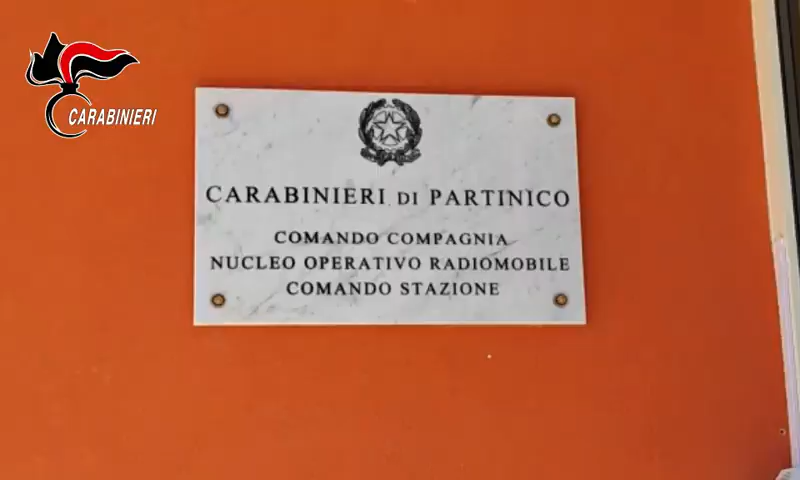 CARABINIERI
CARABINIERI DI PARTINICO
COMANDO COMPAGNIA
NUCLEO OPERATIVO RADIOMOBILE
COMANDO STAZIONE